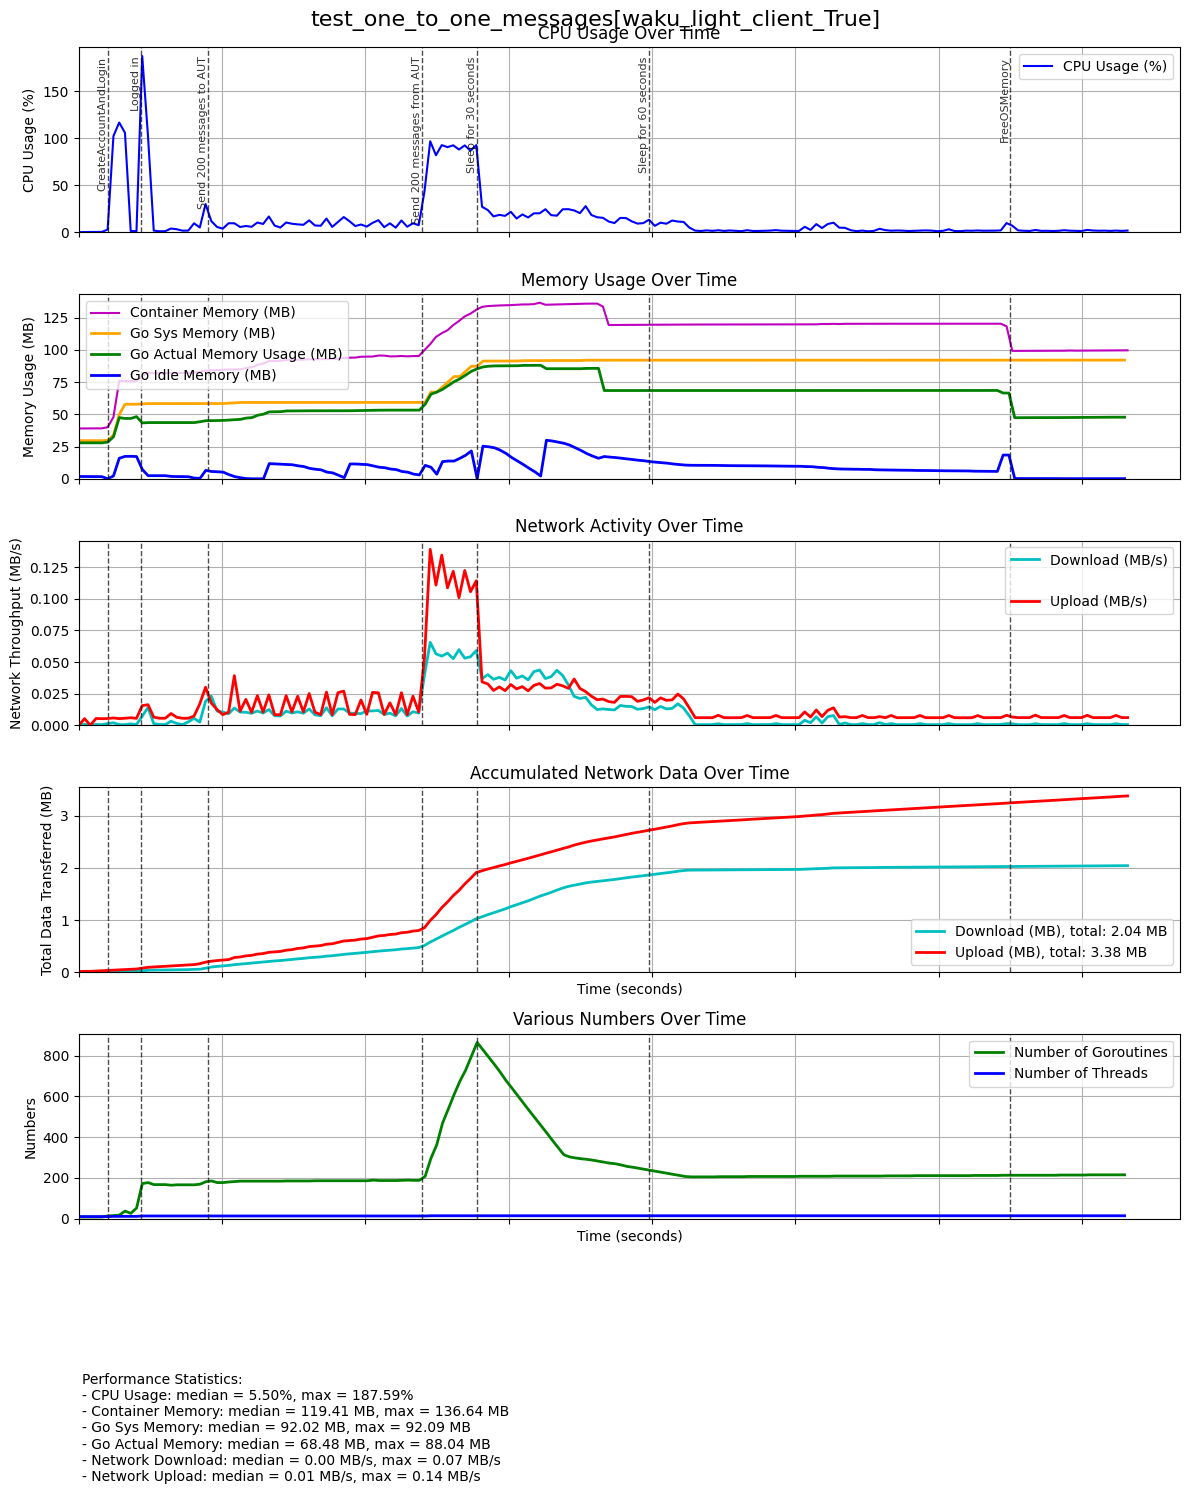 test_one_to_one_messages[waku_light_client_True]
CPU Usage Over Time
CPU Usage (%)
150
100
50
0
CreateAccountAndLogin
Logged in
Send 200 messages to AUT
Send 200 messages from AUT
Sleep for 30 seconds
Sleep for 60 seconds
FreeOSMemory
CPU Usage (%)
Memory Usage Over Time
Memory Usage (MB)
125
100
75
50
25
0
Container Memory (MB)
Go Sys Memory (MB)
Go Actual Memory Usage (MB)
Go Idle Memory (MB)
Network Activity Over Time
Network Throughput (MB/s)
0.125
0.100
0.075
0.050
0.025
0.000
Download (MB/s)
Upload (MB/s)
Accumulated Network Data Over Time
Total Data Transferred (MB)
3
2
1
0
Download (MB), total: 2.04 MB
Upload (MB), total: 3.38 MB
Time (seconds)
Various Numbers Over Time
Numbers
800
600
400
200
0
Number of Goroutines
Number of Threads
Time (seconds)
Performance Statistics:
- CPU Usage: median = 5.50%, max = 187.59%
- Container Memory: median = 119.41 MB, max = 136.64 MB
- Go Sys Memory: median = 92.02 MB, max = 92.09 MB
- Go Actual Memory: median = 68.48 MB, max = 88.04 MB
- Network Download: median = 0.00 MB/s, max = 0.07 MB/s
- Network Upload: median = 0.01 MB/s, max = 0.14 MB/s